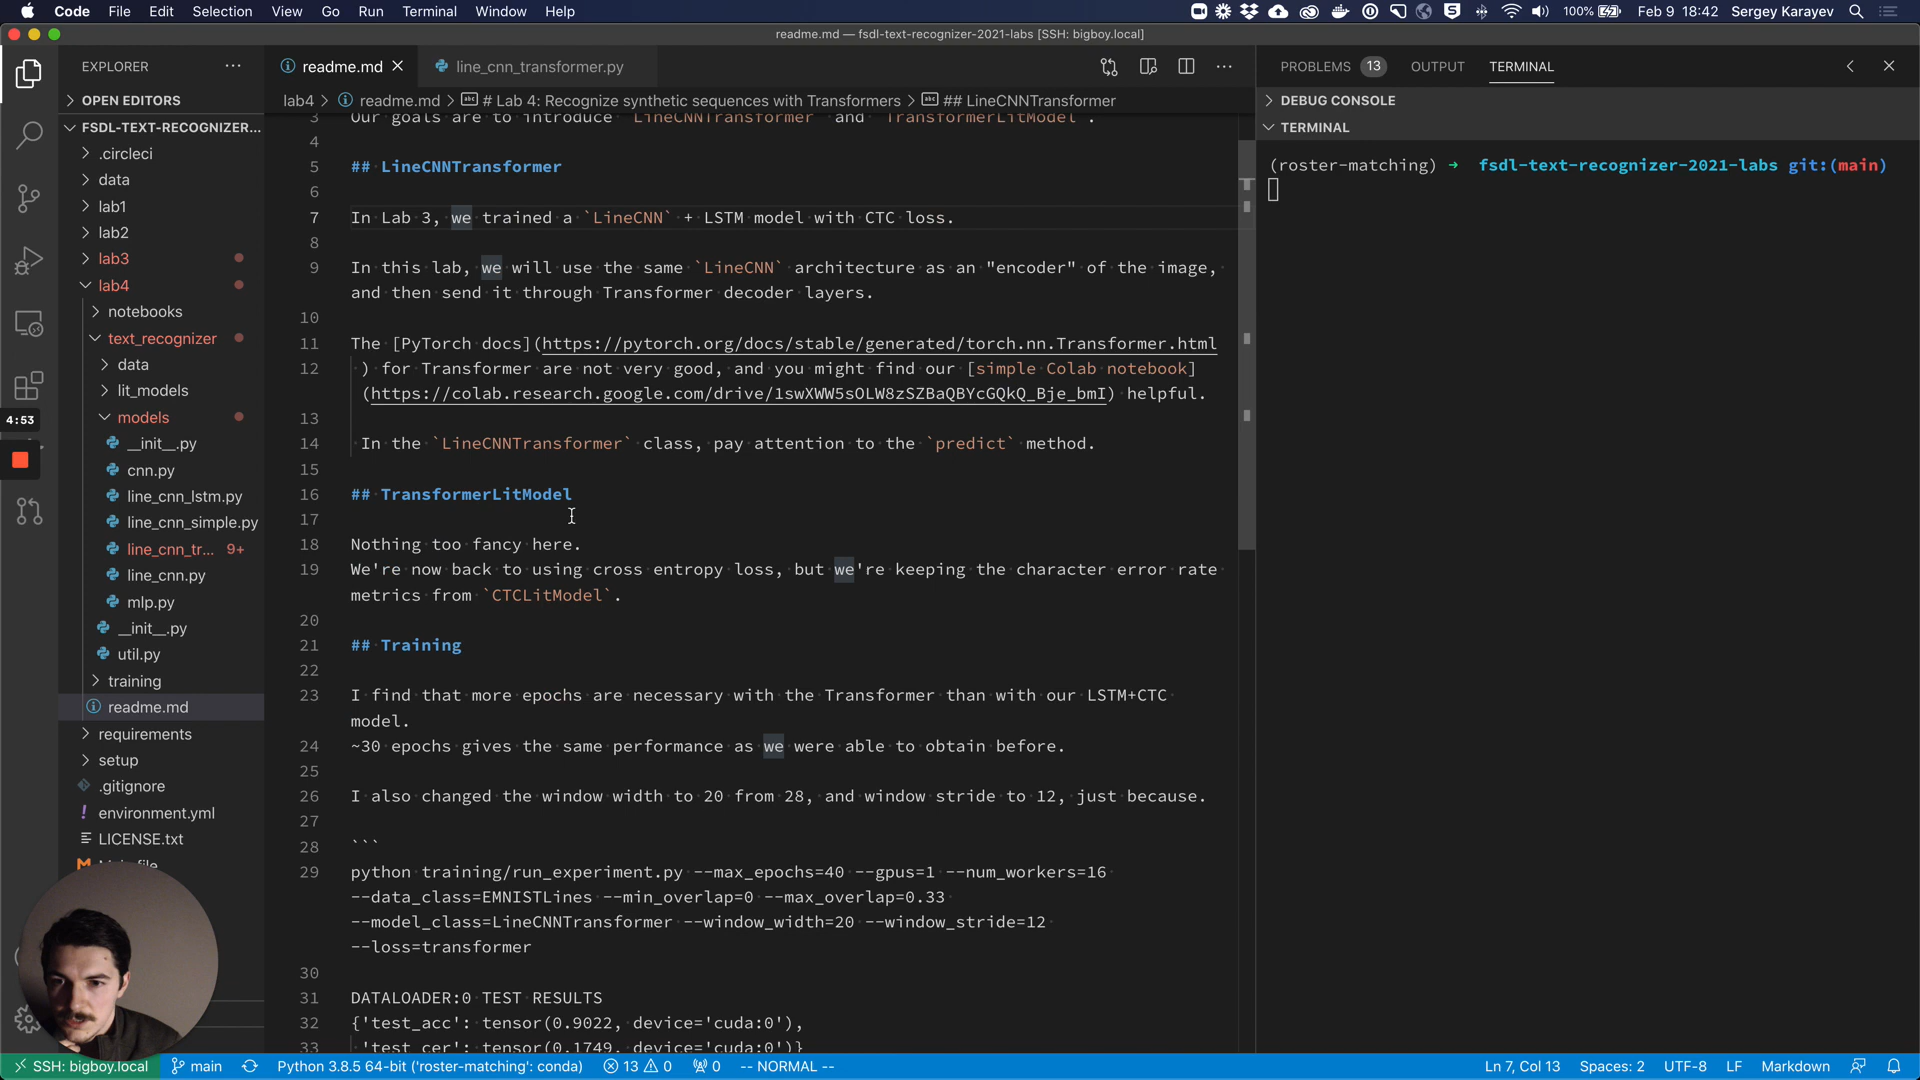 Code File Edit Selection View Go Run Terminal Window Help 100% Feb 9 18:42 Sergey Karayev
readme.md — fsdl-text-recognizer-2021-labs [SSH: bigboy.local]
EXPLORER
OPEN EDITORS
FSDL-TEXT-RECOGNIZER...
.circleci
data
lab1
lab2
lab3
lab4
notebooks
text_recognizer
data
lit_models
models
4:53
__init__.py
cnn.py
line_cnn_lstm.py
line_cnn_simple.py
line_cnn_tr... 9+
line_cnn.py
mlp.py
__init__.py
util.py
training
readme.md
requirements
setup
.gitignore
environment.yml
LICENSE.txt
readme.md line_cnn_transformer.py
lab4 > readme.md > # Lab 4: Recognize synthetic sequences with Transformers > ## LineCNNTransformer
3 Our goals are to introduce `LineCNNTransformer` and `TransformerLitModel`.
4
5 ## LineCNNTransformer
6
7 In Lab 3, we trained a `LineCNN` + LSTM model with CTC loss.
8
9 In this lab, we will use the same `LineCNN` architecture as an "encoder" of the image,
and then send it through Transformer decoder layers.
10
11 The [PyTorch docs](https://pytorch.org/docs/stable/generated/torch.nn.Transformer.html
12 ) for Transformer are not very good, and you might find our [simple Colab notebook]
(https://colab.research.google.com/drive/1swXWW5sOLW8zSZBaQBYcGQkQ_Bje_bmI) helpful.
13
14 In the `LineCNNTransformer` class, pay attention to the `predict` method.
15
16 ## TransformerLitModel
17
18 Nothing too fancy here.
19 We're now back to using cross entropy loss, but we're keeping the character error rate
metrics from `CTCLitModel`.
20
21 ## Training
22
23 I find that more epochs are necessary with the Transformer than with our LSTM+CTC
model.
24 ~30 epochs gives the same performance as we were able to obtain before.
25
26 I also changed the window width to 20 from 28, and window stride to 12, just because.
27
28 ```
29 python training/run_experiment.py --max_epochs=40 --gpus=1 --num_workers=16
--data_class=EMNISTLines --min_overlap=0 --max_overlap=0.33
--model_class=LineCNNTransformer --window_width=20 --window_stride=12
--loss=transformer
30
31 DATALOADER:0 TEST RESULTS
32 {'test_acc': tensor(0.9022, device='cuda:0'),
33 'test_cer': tensor(0.1749, device='cuda:0')}
PROBLEMS 13 OUTPUT TERMINAL
DEBUG CONSOLE
TERMINAL
(roster-matching) → fsdl-text-recognizer-2021-labs git:(main)
SSH: bigboy.local main Python 3.8.5 64-bit ('roster-matching': conda) 13 0 0 -- NORMAL -- Ln 7, Col 13 Spaces: 2 UTF-8 LF Markdown